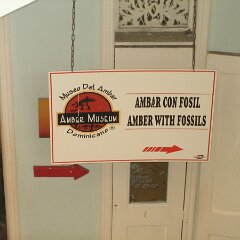 Museo Del Ambar
AMBER MUSEUM
Dominicano
AMBAR CON FOSIL
AMBER WITH FOSSILS